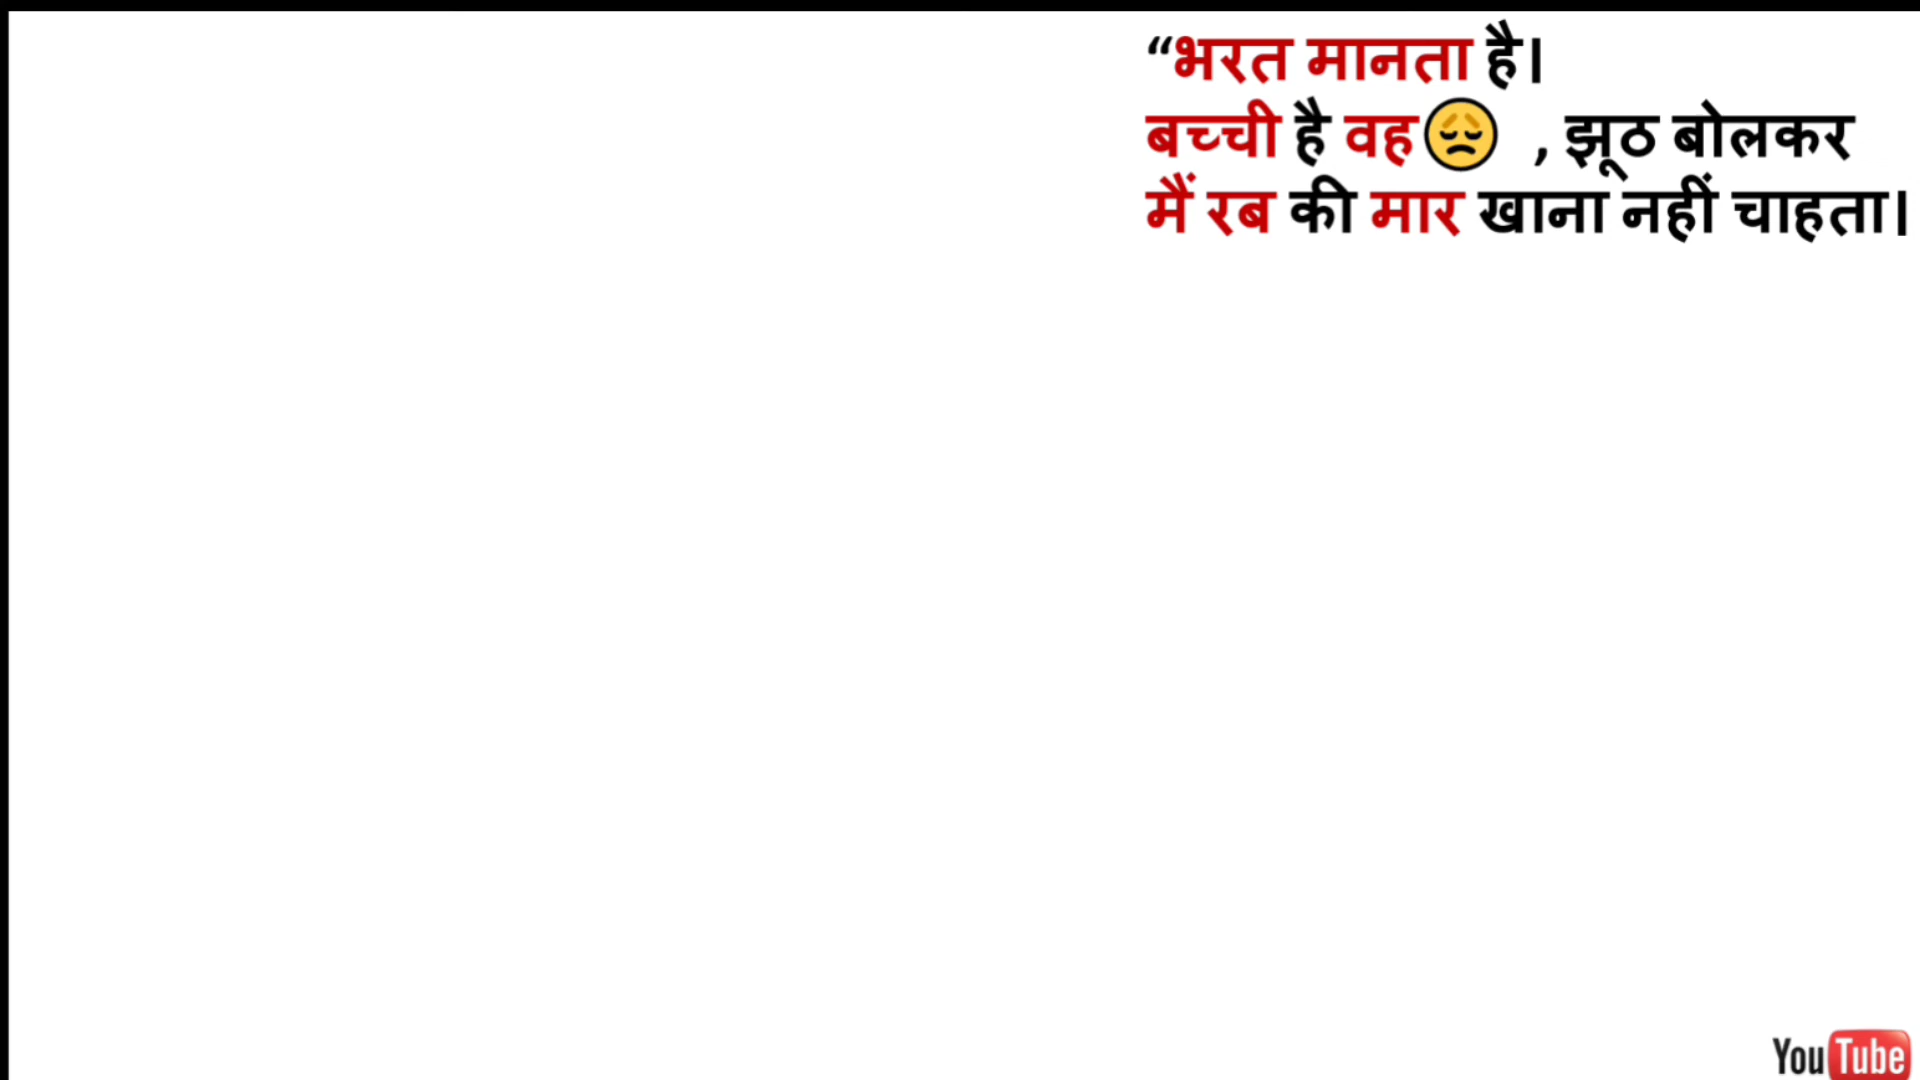 “भरत मानता है।
बच्ची है वह😔 , झूठ बोलकर
मैं रब की मार खाना नहीं चाहता।
YouTube